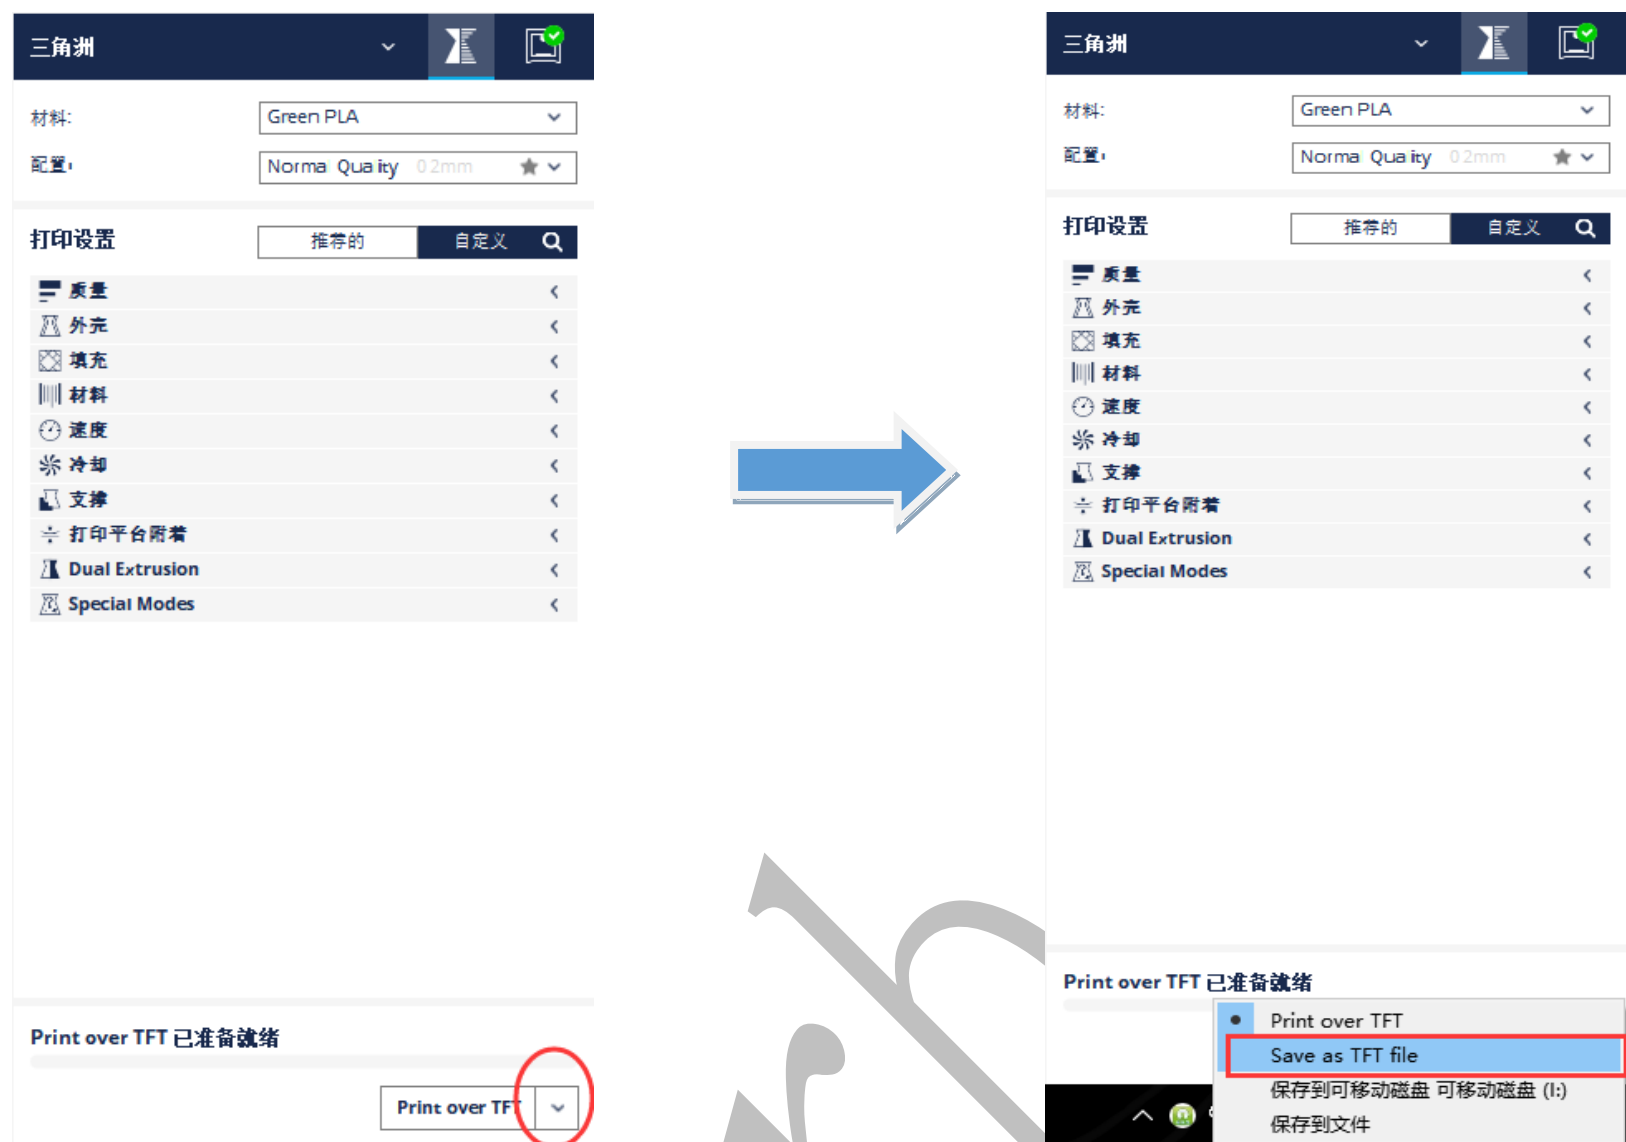 三角洲
材料:
Green PLA
配置:
Normal Quality 0.2mm
打印设置
推荐的
自定义
质量
外壳
填充
材料
速度
冷却
支撑
打印平台附着
Dual Extrusion
Special Modes
Print over TFT 已准备就绪
Print over TFT
三角洲
材料:
Green PLA
配置:
Normal Quality 0.2mm
打印设置
推荐的
自定义
质量
外壳
填充
材料
速度
冷却
支撑
打印平台附着
Dual Extrusion
Special Modes
Print over TFT 已准备就绪
Print over TFT
Save as TFT file
保存到可移动磁盘 可移动磁盘 (I:)
保存到文件